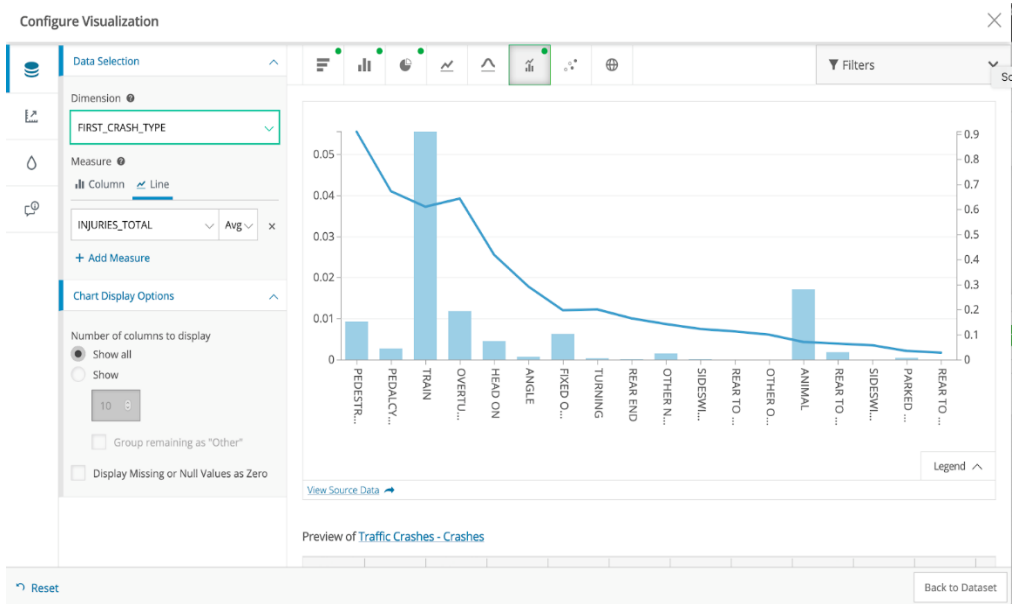 Configure Visualization
Data Selection
Dimension
FIRST_CRASH_TYPE
Measure
Column Line
INJURIES_TOTAL Avg ×
+ Add Measure
Chart Display Options
Number of columns to display
Show all
Show
10
Group remaining as "Other"
Display Missing or Null Values as Zero
Filters
Sc
0.05
0.04
0.03
0.02
0.01
0
0.9
0.8
0.7
0.6
0.5
0.4
0.3
0.2
0.1
0
PEDESTR...
PEDALCY...
TRAIN
OVERTU...
HEAD ON
ANGLE
FIXED O...
TURNING
REAR END
OTHER N...
SIDESWI...
REAR TO ...
OTHER O...
ANIMAL
REAR TO ...
SIDESWI...
PARKED ...
REAR TO ...
Legend
View Source Data
Preview of Traffic Crashes - Crashes
Reset
Back to Dataset